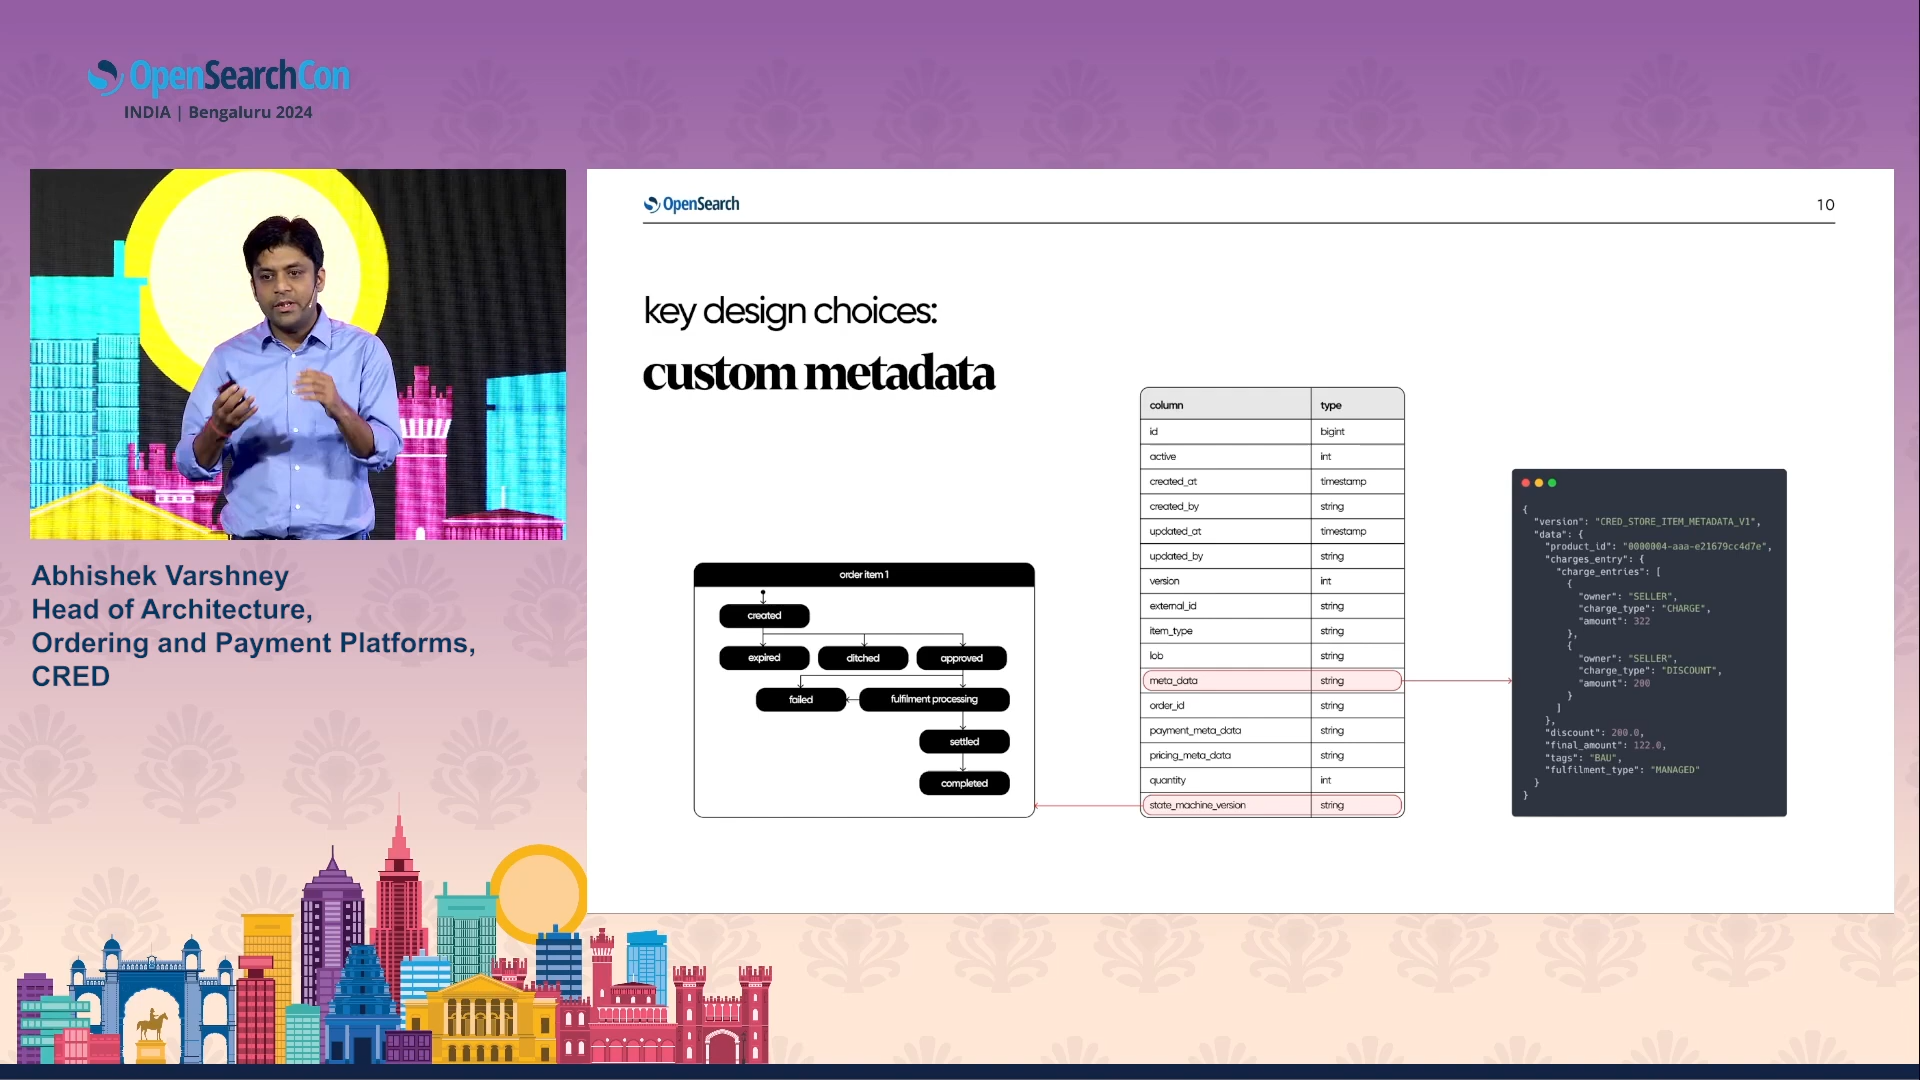 OpenSearchCon
INDIA | Bengaluru 2024
Abhishek Varshney
Head of Architecture,
Ordering and Payment Platforms,
CRED
OpenSearch
10
key design choices:
custom metadata
order item 1
created
expired ditched approved
failed fulfilment processing
settled
completed
column type
id bigint
active int
created_at timestamp
created_by string
updated_at timestamp
updated_by string
version int
external_id string
item_type string
lob string
meta_data string
order_id string
payment_meta_data string
pricing_meta_data string
quantity int
state_machine_version string
{
"version": "CRED_STORE_ITEM_METADATA_V1",
"data": {
"product_id": "0000004-aaa-e21679cc4d7e",
"charges_entry": {
"charge_entries": [
{
"owner": "SELLER",
"charge_type": "CHARGE",
"amount": 322
},
{
"owner": "SELLER",
"charge_type": "DISCOUNT",
"amount": 200
}
]
},
"discount": 200.0,
"final_amount": 122.0,
"tags": "BAU",
"fulfilment_type": "MANAGED"
}
}